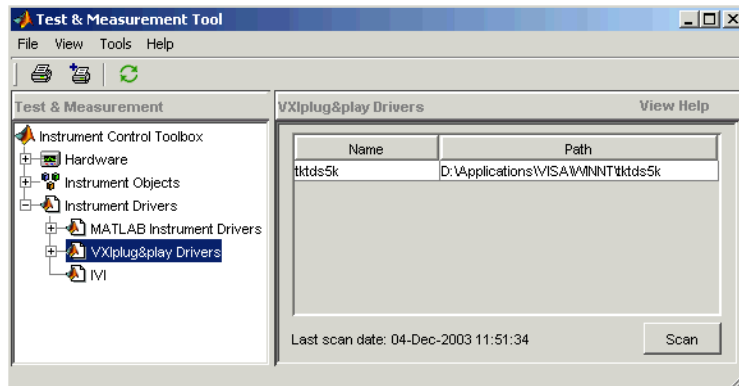 Test & Measurement Tool
File View Tools Help
Test & Measurement
VXIplug&play Drivers View Help
Instrument Control Toolbox
Hardware
Instrument Objects
Instrument Drivers
MATLAB Instrument Drivers
VXIplug&play Drivers
IVI
Name Path
tktds5k D:\Applications\VISA\WINNT\tktds5k
Last scan date: 04-Dec-2003 11:51:34 Scan